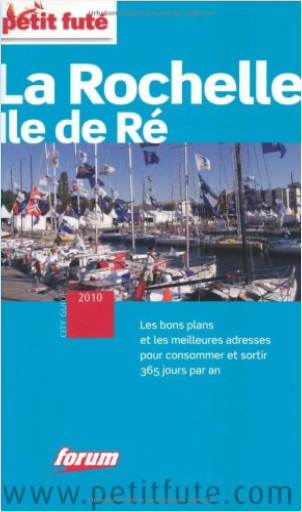 petit futé
La Rochelle
Ile de Ré
CITY GUIDE
2010
Les bons plans
et les meilleures adresses
pour consommer et sortir
365 jours par an
forum
www.petitfute.com